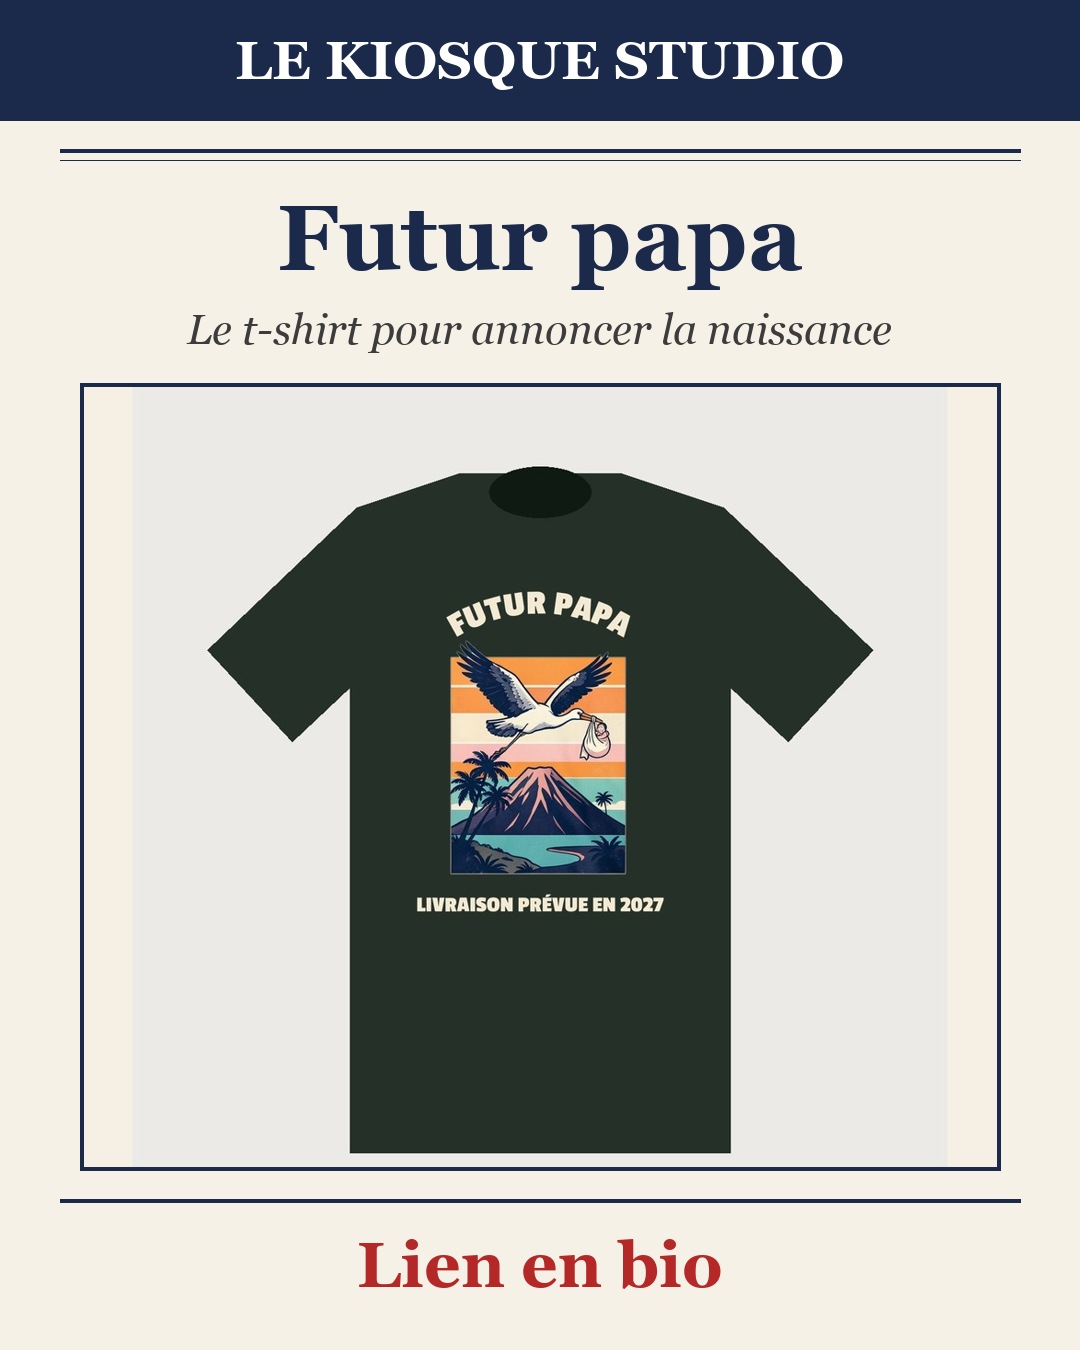 LE KIOSQUE STUDIO
Futur papa
Le t-shirt pour annoncer la naissance
FUTUR PAPA
LIVRAISON PRÉVUE EN 2027
Lien en bio